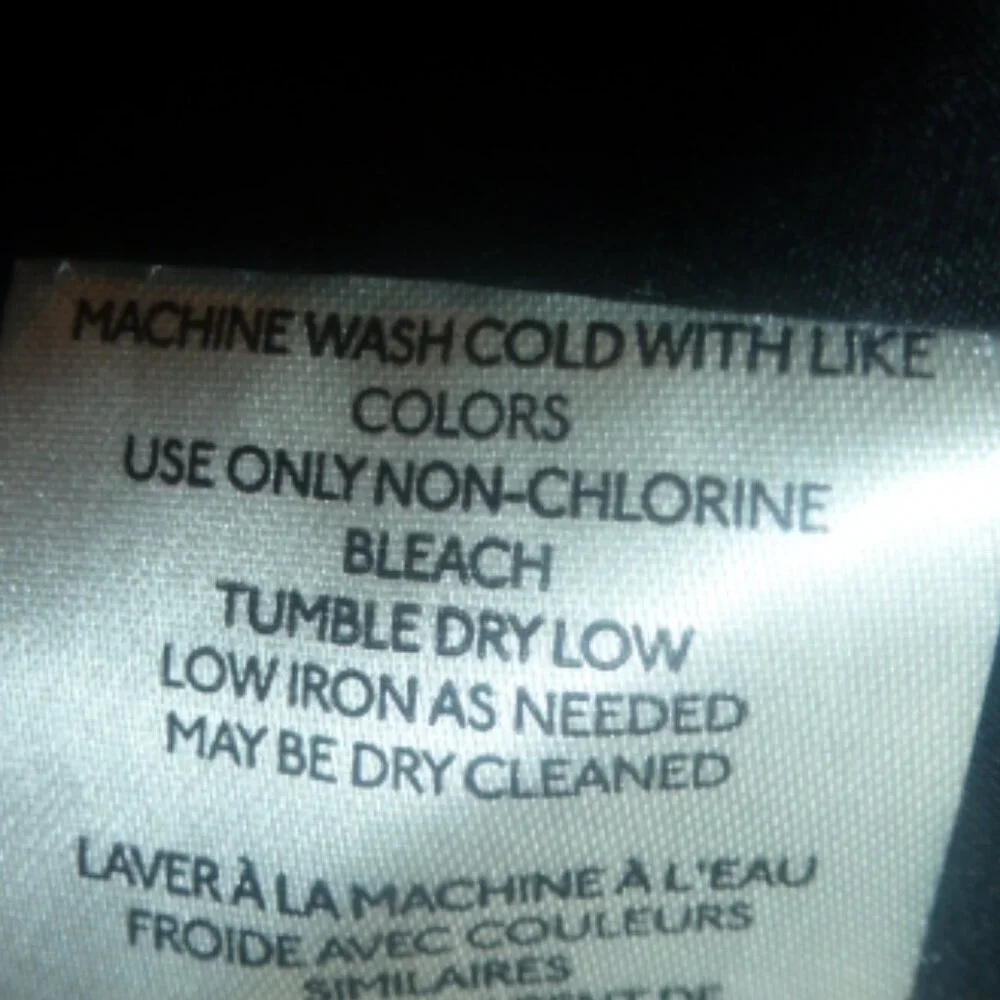 MACHINE WASH COLD WITH LIKE
COLORS
USE ONLY NON-CHLORINE
BLEACH
TUMBLE DRY LOW
LOW IRON AS NEEDED
MAY BE DRY CLEANED
LAVER À LA MACHINE À L'EAU
FROIDE AVEC COULEURS
SIMILAIRES
DE